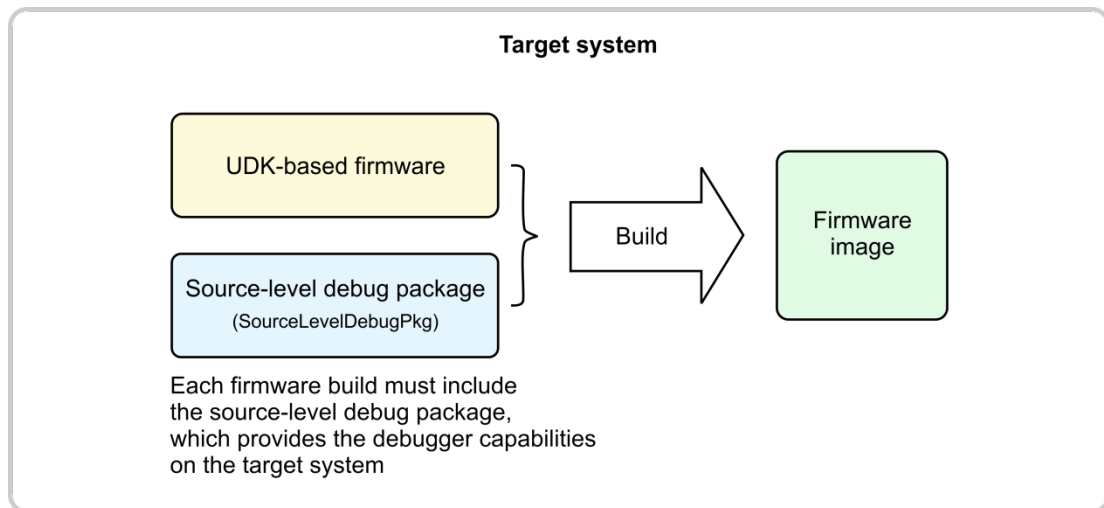 Target system
UDK-based firmware
Source-level debug package
(SourceLevelDebugPkg)
Build
Firmware
image
Each firmware build must include
the source-level debug package,
which provides the debugger capabilities
on the target system